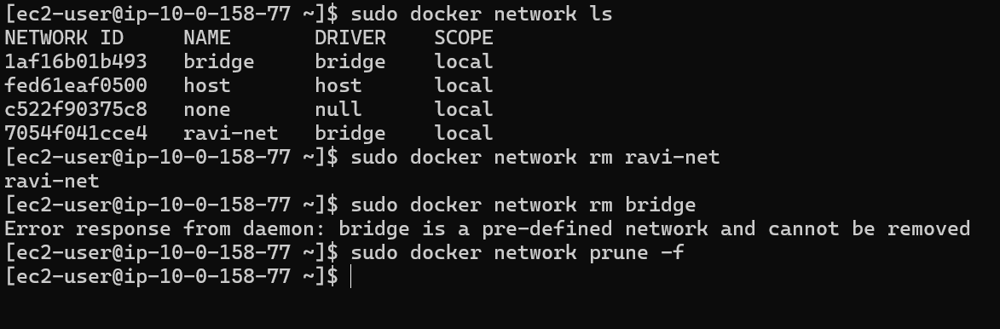 [ec2-user@ip-10-0-158-77 ~]$ sudo docker network ls
NETWORK ID     NAME       DRIVER    SCOPE
1af16b01b493   bridge     bridge    local
fed61eaf0500   host       host      local
c522f90375c8   none       null      local
7054f041cce4   ravi-net   bridge    local
[ec2-user@ip-10-0-158-77 ~]$ sudo docker network rm ravi-net
ravi-net
[ec2-user@ip-10-0-158-77 ~]$ sudo docker network rm bridge
Error response from daemon: bridge is a pre-defined network and cannot be removed
[ec2-user@ip-10-0-158-77 ~]$ sudo docker network prune -f
[ec2-user@ip-10-0-158-77 ~]$